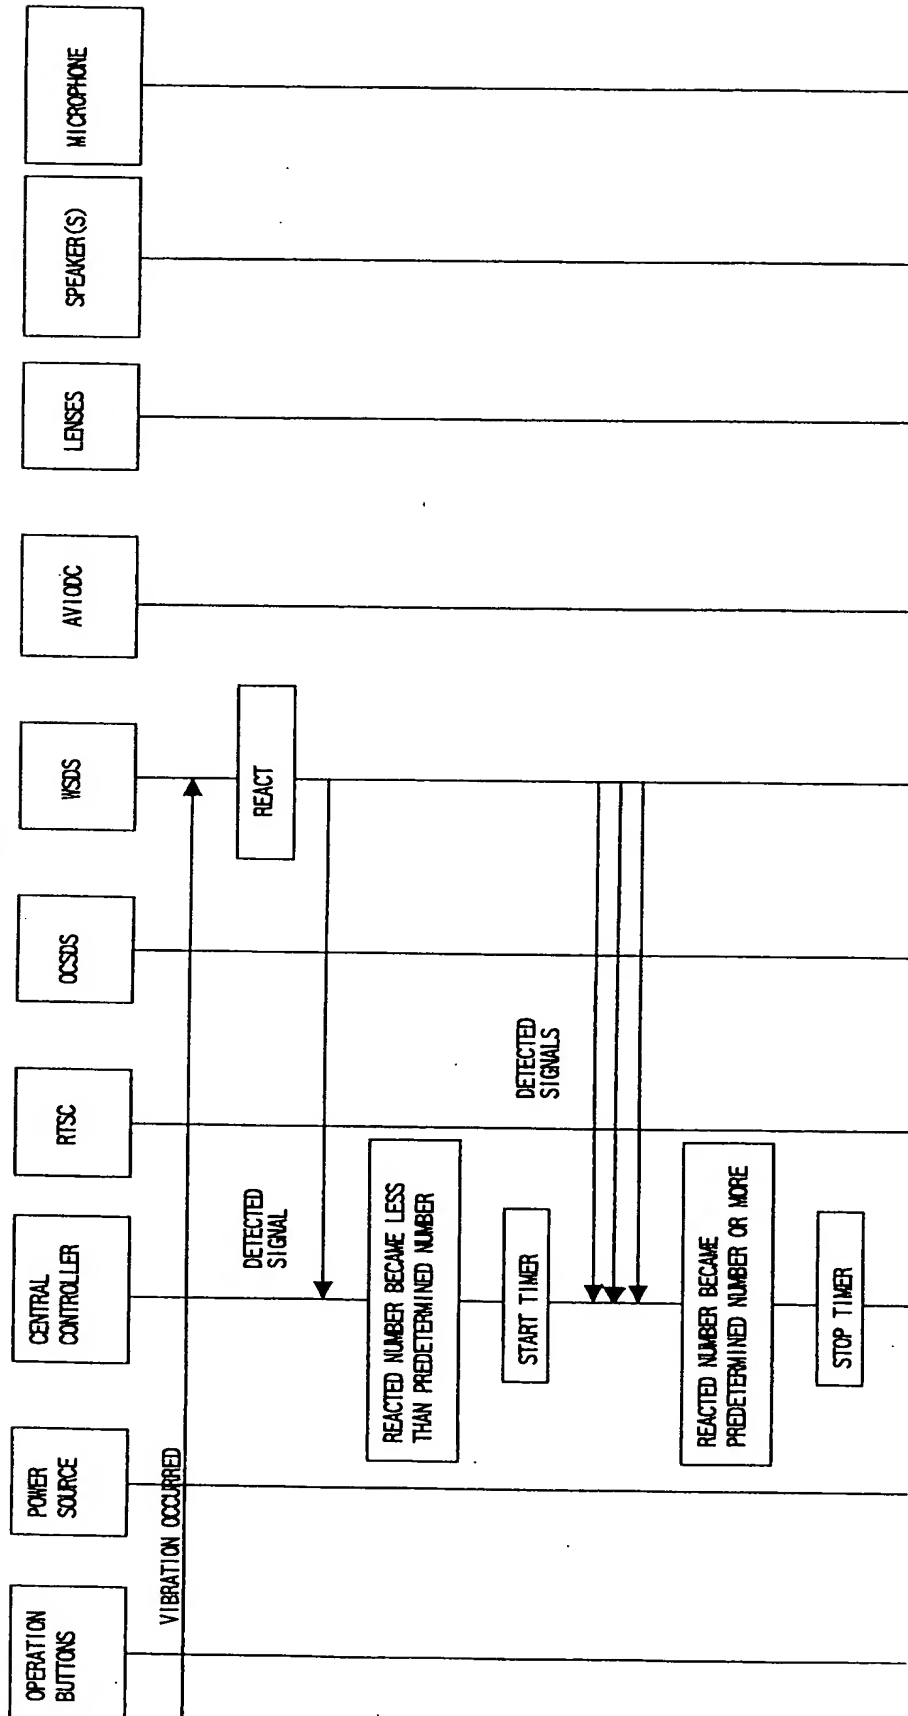 OPERATION
BUTTONS
POWER
SOURCE
CENTRAL
CONTROLLER
RTSC
OCSDS
WSDS
AVIODC
LENSES
SPEAKER(S)
MICROPHONE
VIBRATION OCCURRED
REACT
DETECTED
SIGNAL
REACTED NUMBER BECAME LESS
THAN PREDETERMINED NUMBER
START TIMER
DETECTED
SIGNALS
REACTED NUMBER BECAME
PREDETERMINED NUMBER OR MORE
STOP TIMER